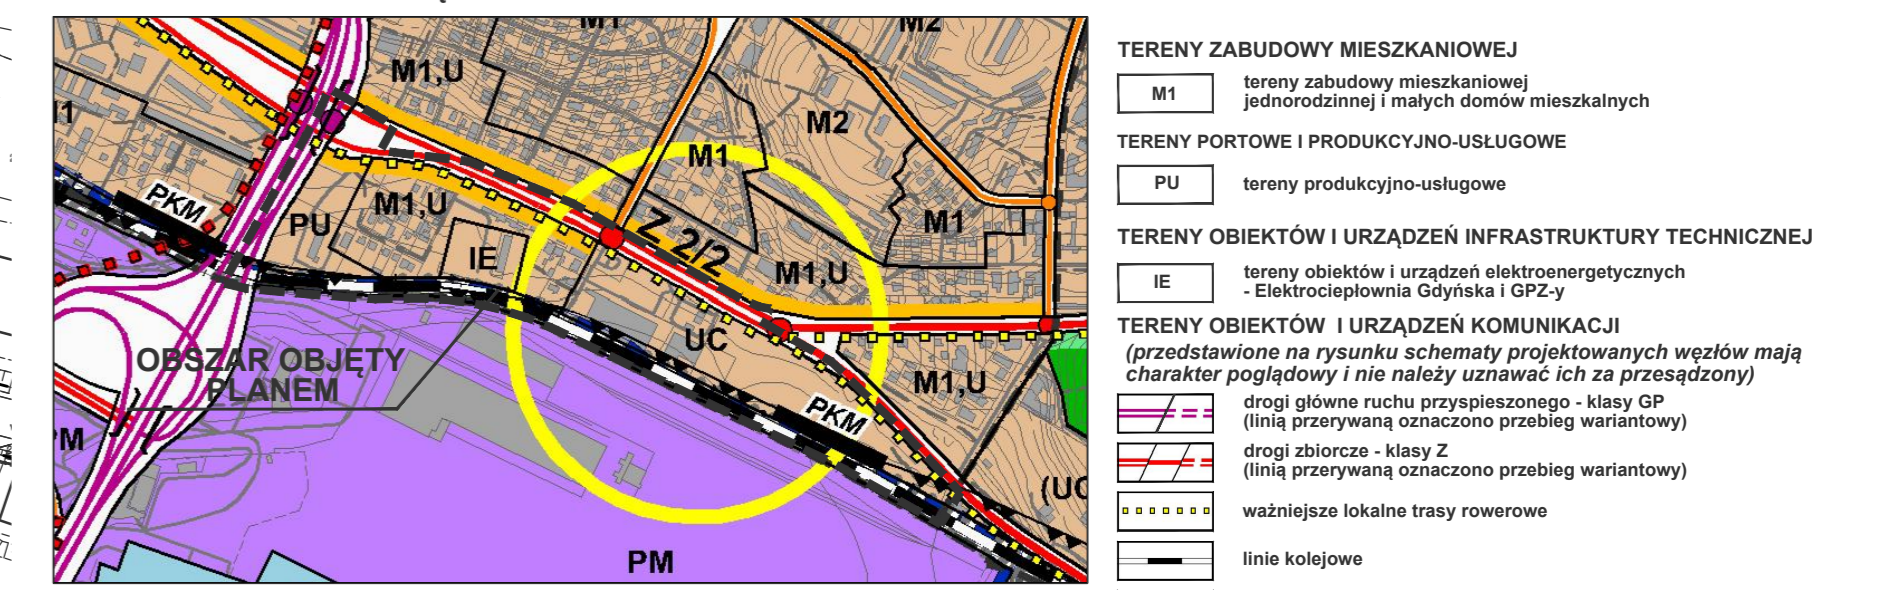 M1
M2
M1,U
M2
11
M1
PKM
M1,U
PU
IE
Z 2/2
M1
M1,U
UC
OBSZAR OBJĘTY
PLANEM
M1,U
PKM
M
(UC
PM
TERENY ZABUDOWY MIESZKANIOWEJ
M1
tereny zabudowy mieszkaniowej
jednorodzinnej i małych domów mieszkalnych
TERENY PORTOWE I PRODUKCYJNO-USŁUGOWE
PU
tereny produkcyjno-usługowe
TERENY OBIEKTÓW I URZĄDZEŃ INFRASTRUKTURY TECHNICZNEJ
IE
tereny obiektów i urządzeń elektroenergetycznych
- Elektrociepłownia Gdyńska i GPZ-y
TERENY OBIEKTÓW I URZĄDZEŃ KOMUNIKACJI
(przedstawione na rysunku schematy projektowanych węzłów mają
charakter poglądowy i nie należy uznawać ich za przesądzony)
drogi główne ruchu przyspieszonego - klasy GP
(linią przerywaną oznaczono przebieg wariantowy)
drogi zbiorcze - klasy Z
(linią przerywaną oznaczono przebieg wariantowy)
ważniejsze lokalne trasy rowerowe
linie kolejowe